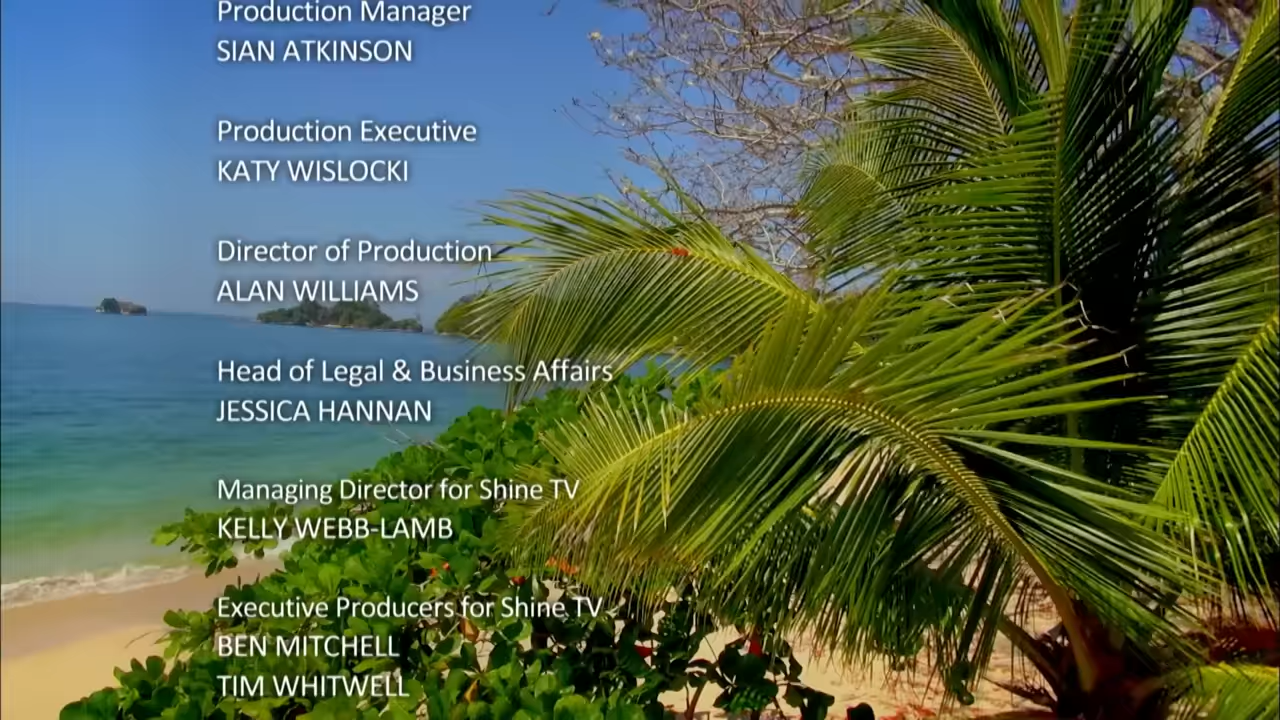 Production Manager
SIAN ATKINSON
Production Executive
KATY WISLOCKI
Director of Production
ALAN WILLIAMS
Head of Legal & Business Affairs
JESSICA HANNAN
Managing Director for Shine TV
KELLY WEBB-LAMB
Executive Producers for Shine TV
BEN MITCHELL
TIM WHITWELL